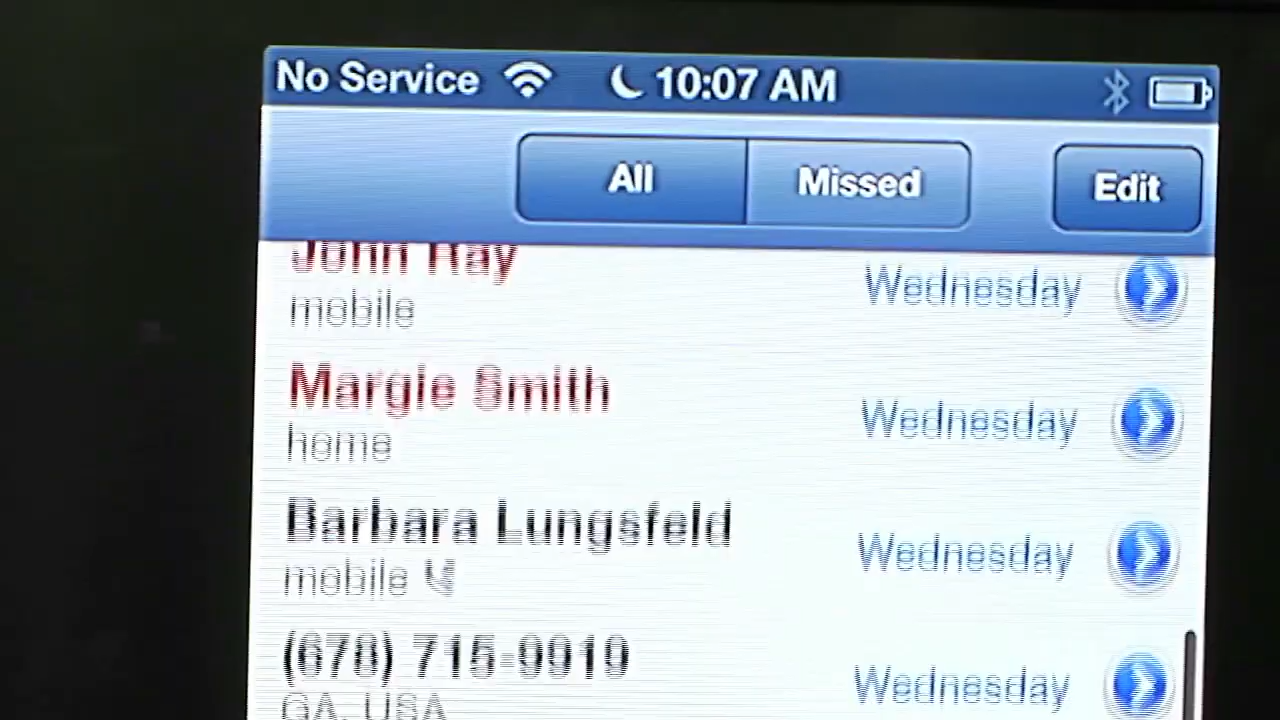 No Service 10:07 AM
All Missed Edit
John Ray
mobile Wednesday
Margie Smith
home Wednesday
Barbara Lungsfeld
mobile Wednesday
(678) 715-9919
GA, USA Wednesday